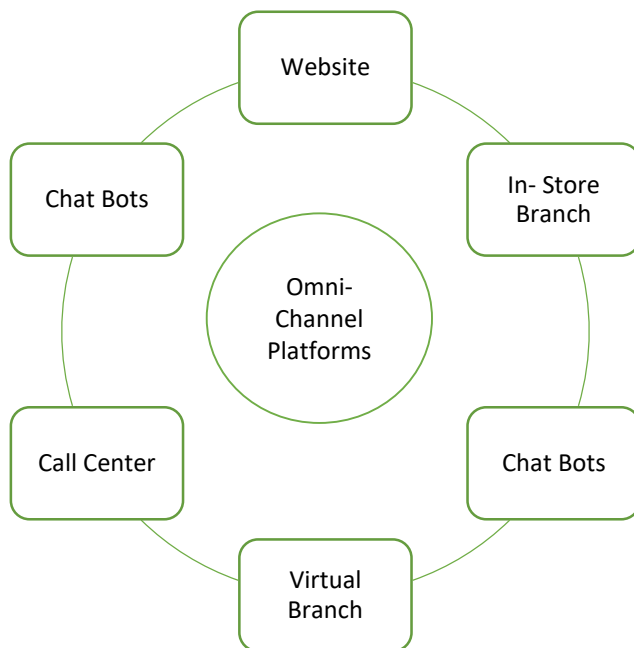 Website
Chat Bots
In- Store
Branch
Omni-
Channel
Platforms
Call Center
Chat Bots
Virtual
Branch